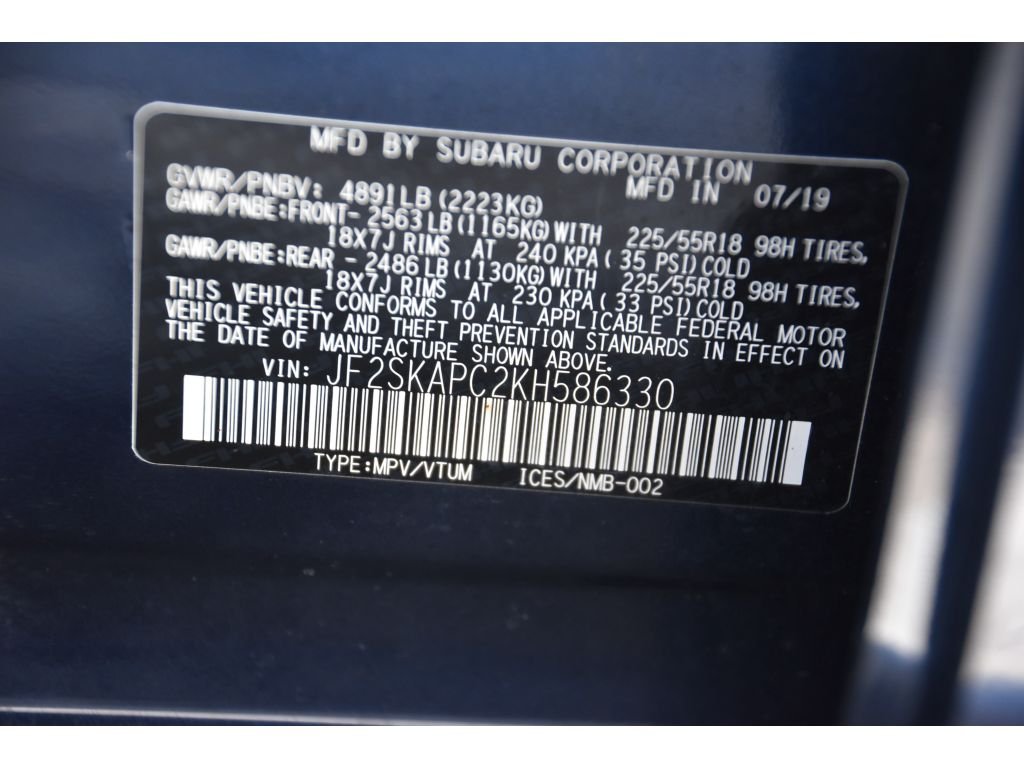 MFD BY SUBARU CORPORATION
MFD IN 07/19
GVWR/PNBV: 4891LB(2223KG)
GAWR/PNBE:FRONT- 2563LB(1165KG)WITH 225/55R18 98H TIRES,
18X7J RIMS AT 240 KPA(35 PSI)COLD
GAWR/PNBE:REAR - 2486LB(1130KG)WITH 225/55R18 98H TIRES,
18X7J RIMS AT 230 KPA(33 PSI)COLD
THIS VEHICLE CONFORMS TO ALL APPLICABLE FEDERAL MOTOR
VEHICLE SAFETY AND THEFT PREVENTION STANDARDS IN EFFECT ON
THE DATE OF MANUFACTURE SHOWN ABOVE.
VIN: JF2SKAPC2KH586330
TYPE:MPV/VTUM ICES/NMB-002